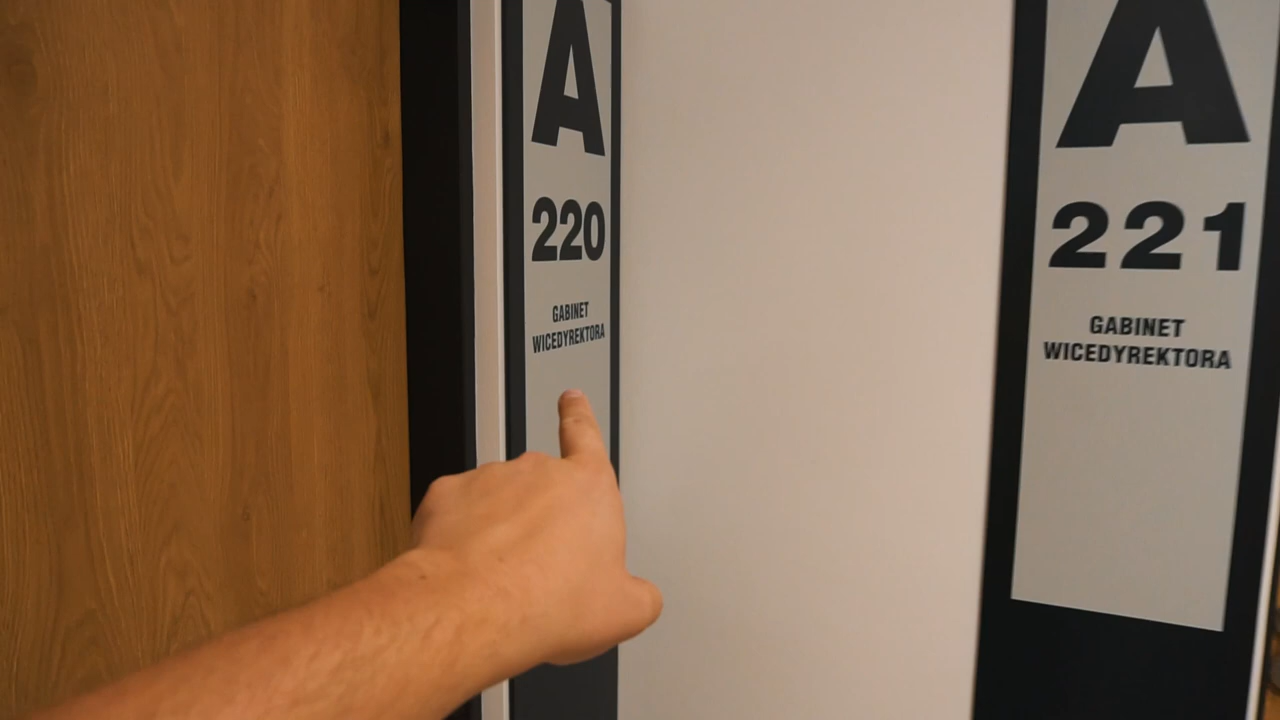 A
220
GABINET
WICEDYREKTORA
A
221
GABINET
WICEDYREKTORA